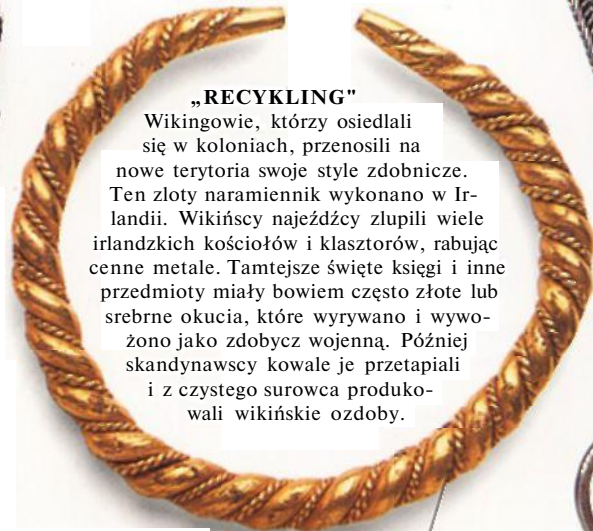 „RECYKLING"
Wikingowie, którzy osiedlali
się w koloniach, przenosili na
nowe terytoria swoje style zdobnicze.
Ten zloty naramiennik wykonano w Ir-
landii. Wikińscy najeźdźcy zlupili wiele
irlandzkich kościołów i klasztorów, rabując
cenne metale. Tamtejsze święte księgi i inne
przedmioty miały bowiem często złote lub
srebrne okucia, które wyrywano i wywo-
żono jako zdobycz wojenną. Później
skandynawscy kowale je przetapiali
i z czystego surowca produko-
wali wikińskie ozdoby.